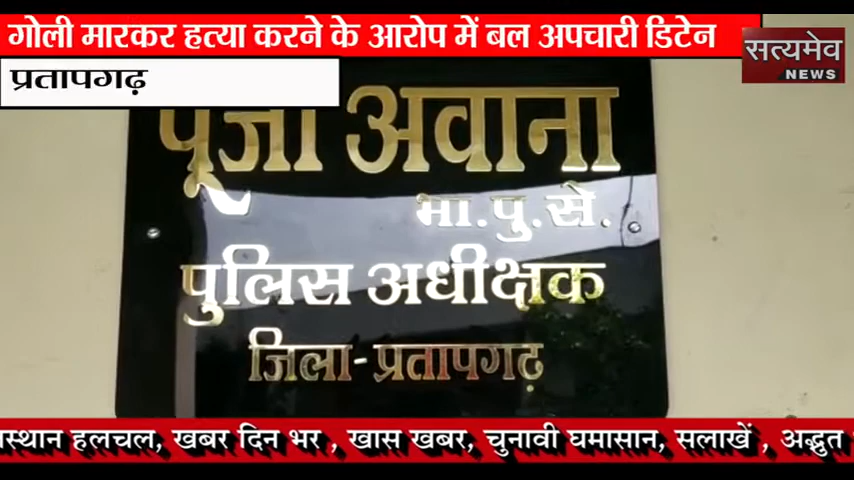 गोली मारकर हत्या करने के आरोप में बल अपचारी डिटेन
सत्यमेव
NEWS
प्रतापगढ़
पूजा अवाना
भा.पु.से.
पुलिस अधीक्षक
जिला-प्रतापगढ़
स्थान हलचल, खबर दिन भर , खास खबर, चुनावी घमासान, सलाखें , अद्भुत